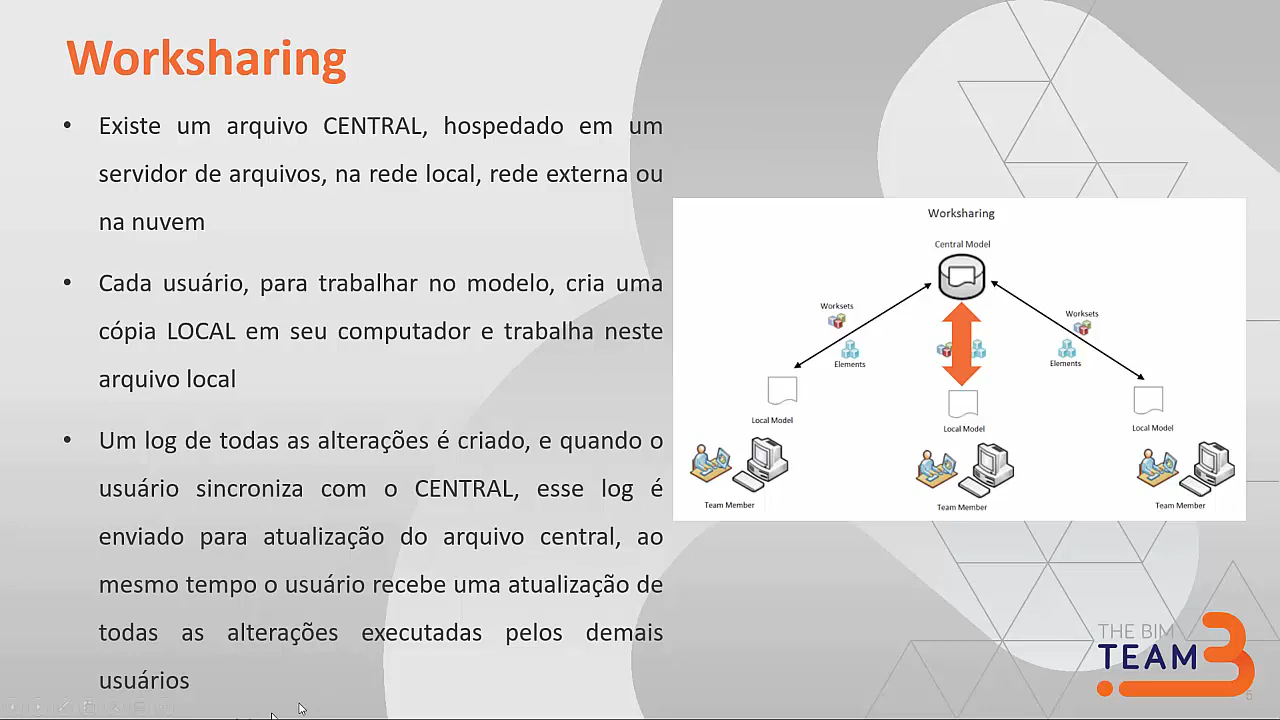 Worksharing
• Existe um arquivo CENTRAL, hospedado em um
servidor de arquivos, na rede local, rede externa ou
na nuvem
• Cada usuário, para trabalhar no modelo, cria uma
cópia LOCAL em seu computador e trabalha neste
arquivo local
• Um log de todas as alterações é criado, e quando o
usuário sincroniza com o CENTRAL, esse log é
enviado para atualização do arquivo central, ao
mesmo tempo o usuário recebe uma atualização de
todas as alterações executadas pelos demais
usuários
Worksharing
Central Model
Worksets
Elements
Worksets
Elements
Local Model
Local Model
Local Model
Team Member
Team Member
Team Member
THE BIM
TEAM 3
5